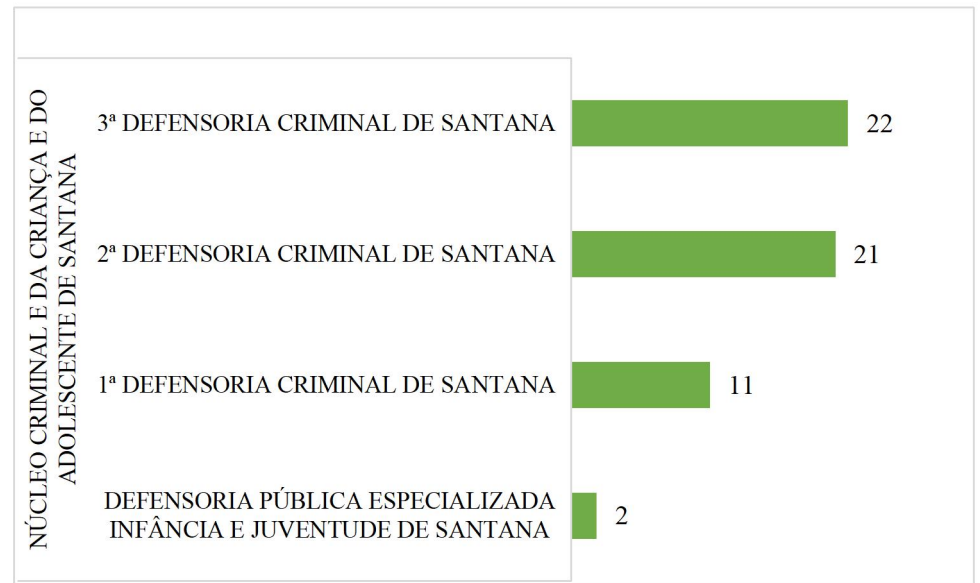 NÚCLEO CRIMINAL E DA CRIANÇA E DO
ADOLESCENTE DE SANTANA
3ª DEFENSORIA CRIMINAL DE SANTANA
22
2ª DEFENSORIA CRIMINAL DE SANTANA
21
1ª DEFENSORIA CRIMINAL DE SANTANA
11
DEFENSORIA PÚBLICA ESPECIALIZADA
INFÂNCIA E JUVENTUDE DE SANTANA
2